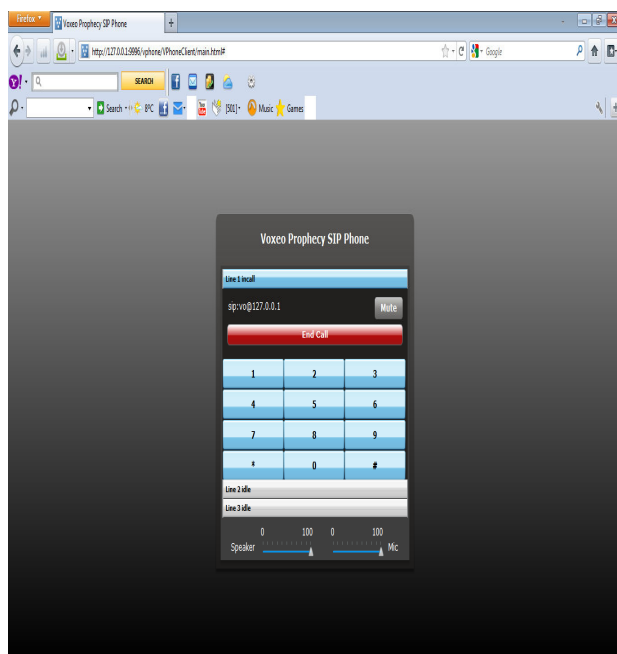 Firefox
Voxeo Prophecy SIP Phone
+
http://127.0.0.1:9996/vphone/VPhoneClient/main.html#
Google
SEARCH
Search
8°C
[501]
Music
Games
Voxeo Prophecy SIP Phone
Line 1 incall
sip:vo@127.0.0.1
Mute
End Call
1 2 3
4 5 6
7 8 9
* 0 #
Line 2 idle
Line 3 idle
0 100 0 100
Speaker Mic